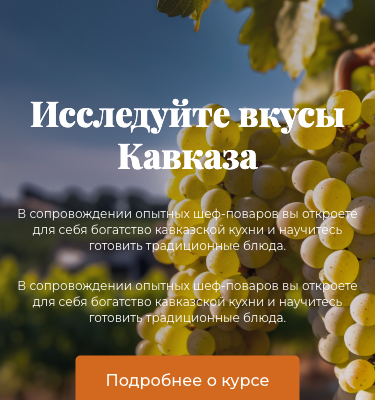 Исследуйте вкусы
Кавказа
В сопровождении опытных шеф-поваров вы откроете
для себя богатство кавказской кухни и научитесь
готовить традиционные блюда.
В сопровождении опытных шеф-поваров вы откроете
для себя богатство кавказской кухни и научитесь
готовить традиционные блюда.
Подробнее о курсе